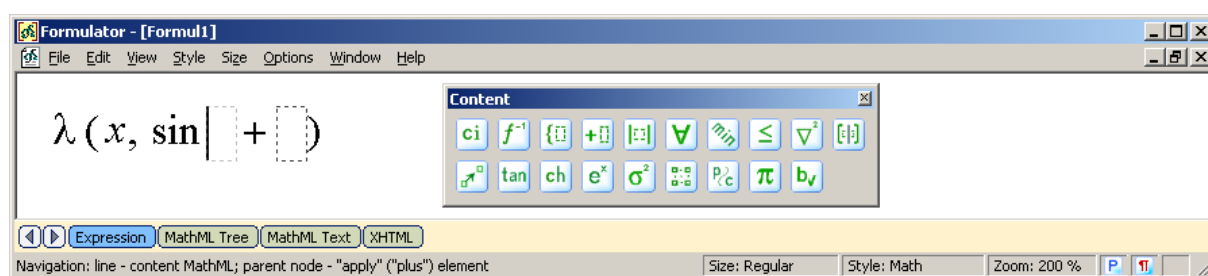 Formulator - [Formul1]
File Edit View Style Size Options Window Help
λ (x, sin + )
Content
ci f⁻¹ {▯ +▯ |▯| ∀ ≤ ∇² [▯|▯]
tan ch eˣ σ² P/c π b√
Expression MathML Tree MathML Text XHTML
Navigation: line - content MathML; parent node - "apply" ("plus") element Size: Regular Style: Math Zoom: 200 % P ¶